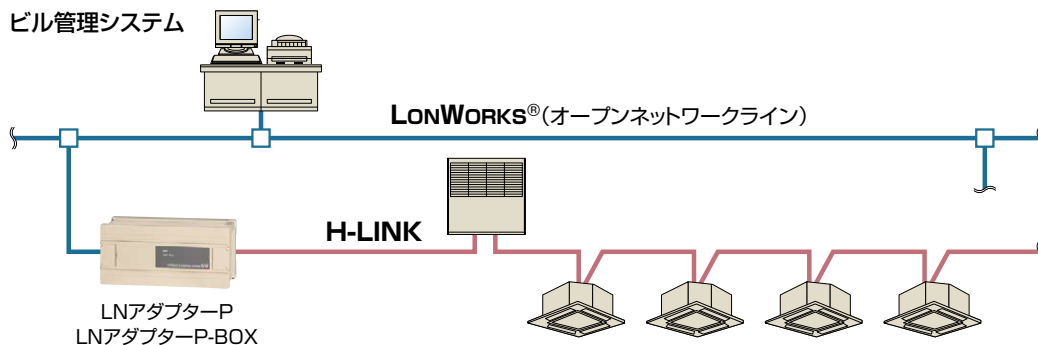 ビル管理システム
LONWORKS®(オープンネットワークライン)
H-LINK
LNアダプターP
LNアダプターP-BOX